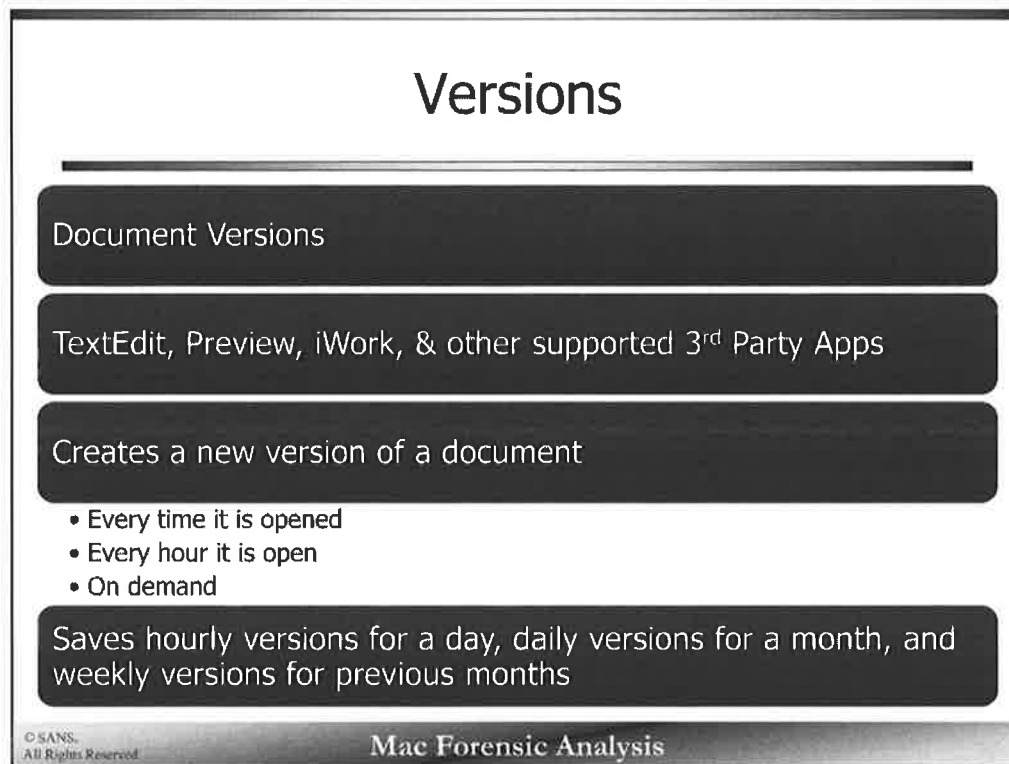 Versions
Document Versions
TextEdit, Preview, iWork, & other supported 3rd Party Apps
Creates a new version of a document
• Every time it is opened
• Every hour it is open
• On demand
Saves hourly versions for a day, daily versions for a month, and
weekly versions for previous months
© SANS.
All Rights Reserved
Mac Forensic Analysis